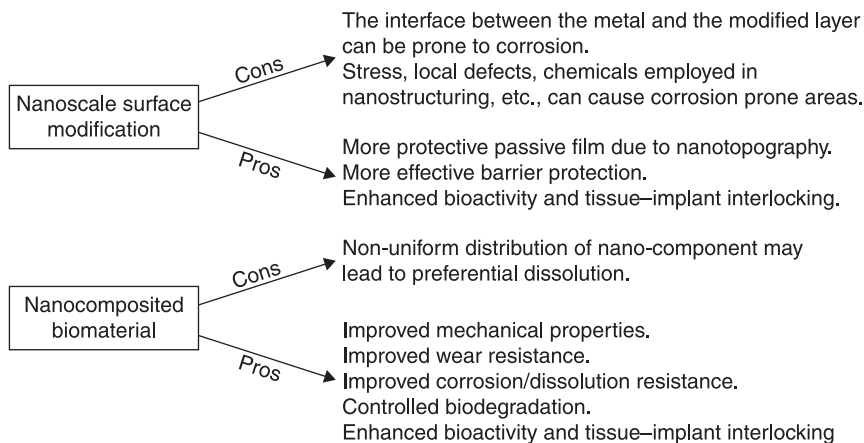 The interface between the metal and the modified layer
can be prone to corrosion.
Cons
Stress, local defects, chemicals employed in
nanostructuring, etc., can cause corrosion prone areas.
Nanoscale surface
modification
Pros
More protective passive film due to nanotopography.
More effective barrier protection.
Enhanced bioactivity and tissue–implant interlocking.
Cons
Non-uniform distribution of nano-component may
lead to preferential dissolution.
Nanocomposited
biomaterial
Pros
Improved mechanical properties.
Improved wear resistance.
Improved corrosion/dissolution resistance.
Controlled biodegradation.
Enhanced bioactivity and tissue–implant interlocking